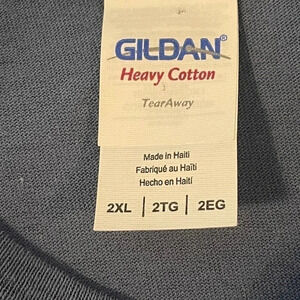 GILDAN®
Heavy Cotton
TearAway
Made in Haiti
Fabriqué au Haïti
Hecho en Haití
2XL | 2TG | 2EG